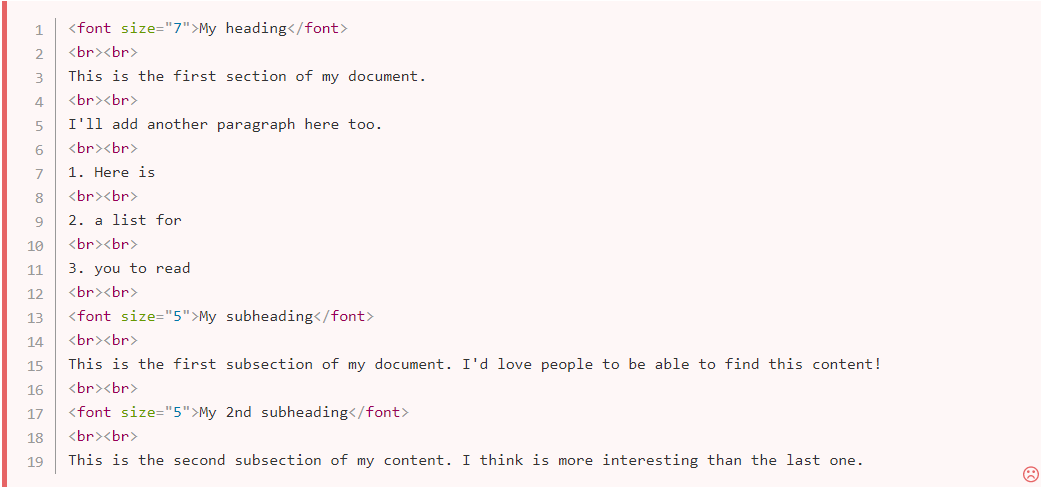 1 <font size="7">My heading</font>
2 <br><br>
3 This is the first section of my document.
4 <br><br>
5 I'll add another paragraph here too.
6 <br><br>
7 1. Here is
8 <br><br>
9 2. a list for
10 <br><br>
11 3. you to read
12 <br><br>
13 <font size="5">My subheading</font>
14 <br><br>
15 This is the first subsection of my document. I'd love people to be able to find this content!
16 <br><br>
17 <font size="5">My 2nd subheading</font>
18 <br><br>
19 This is the second subsection of my content. I think is more interesting than the last one.